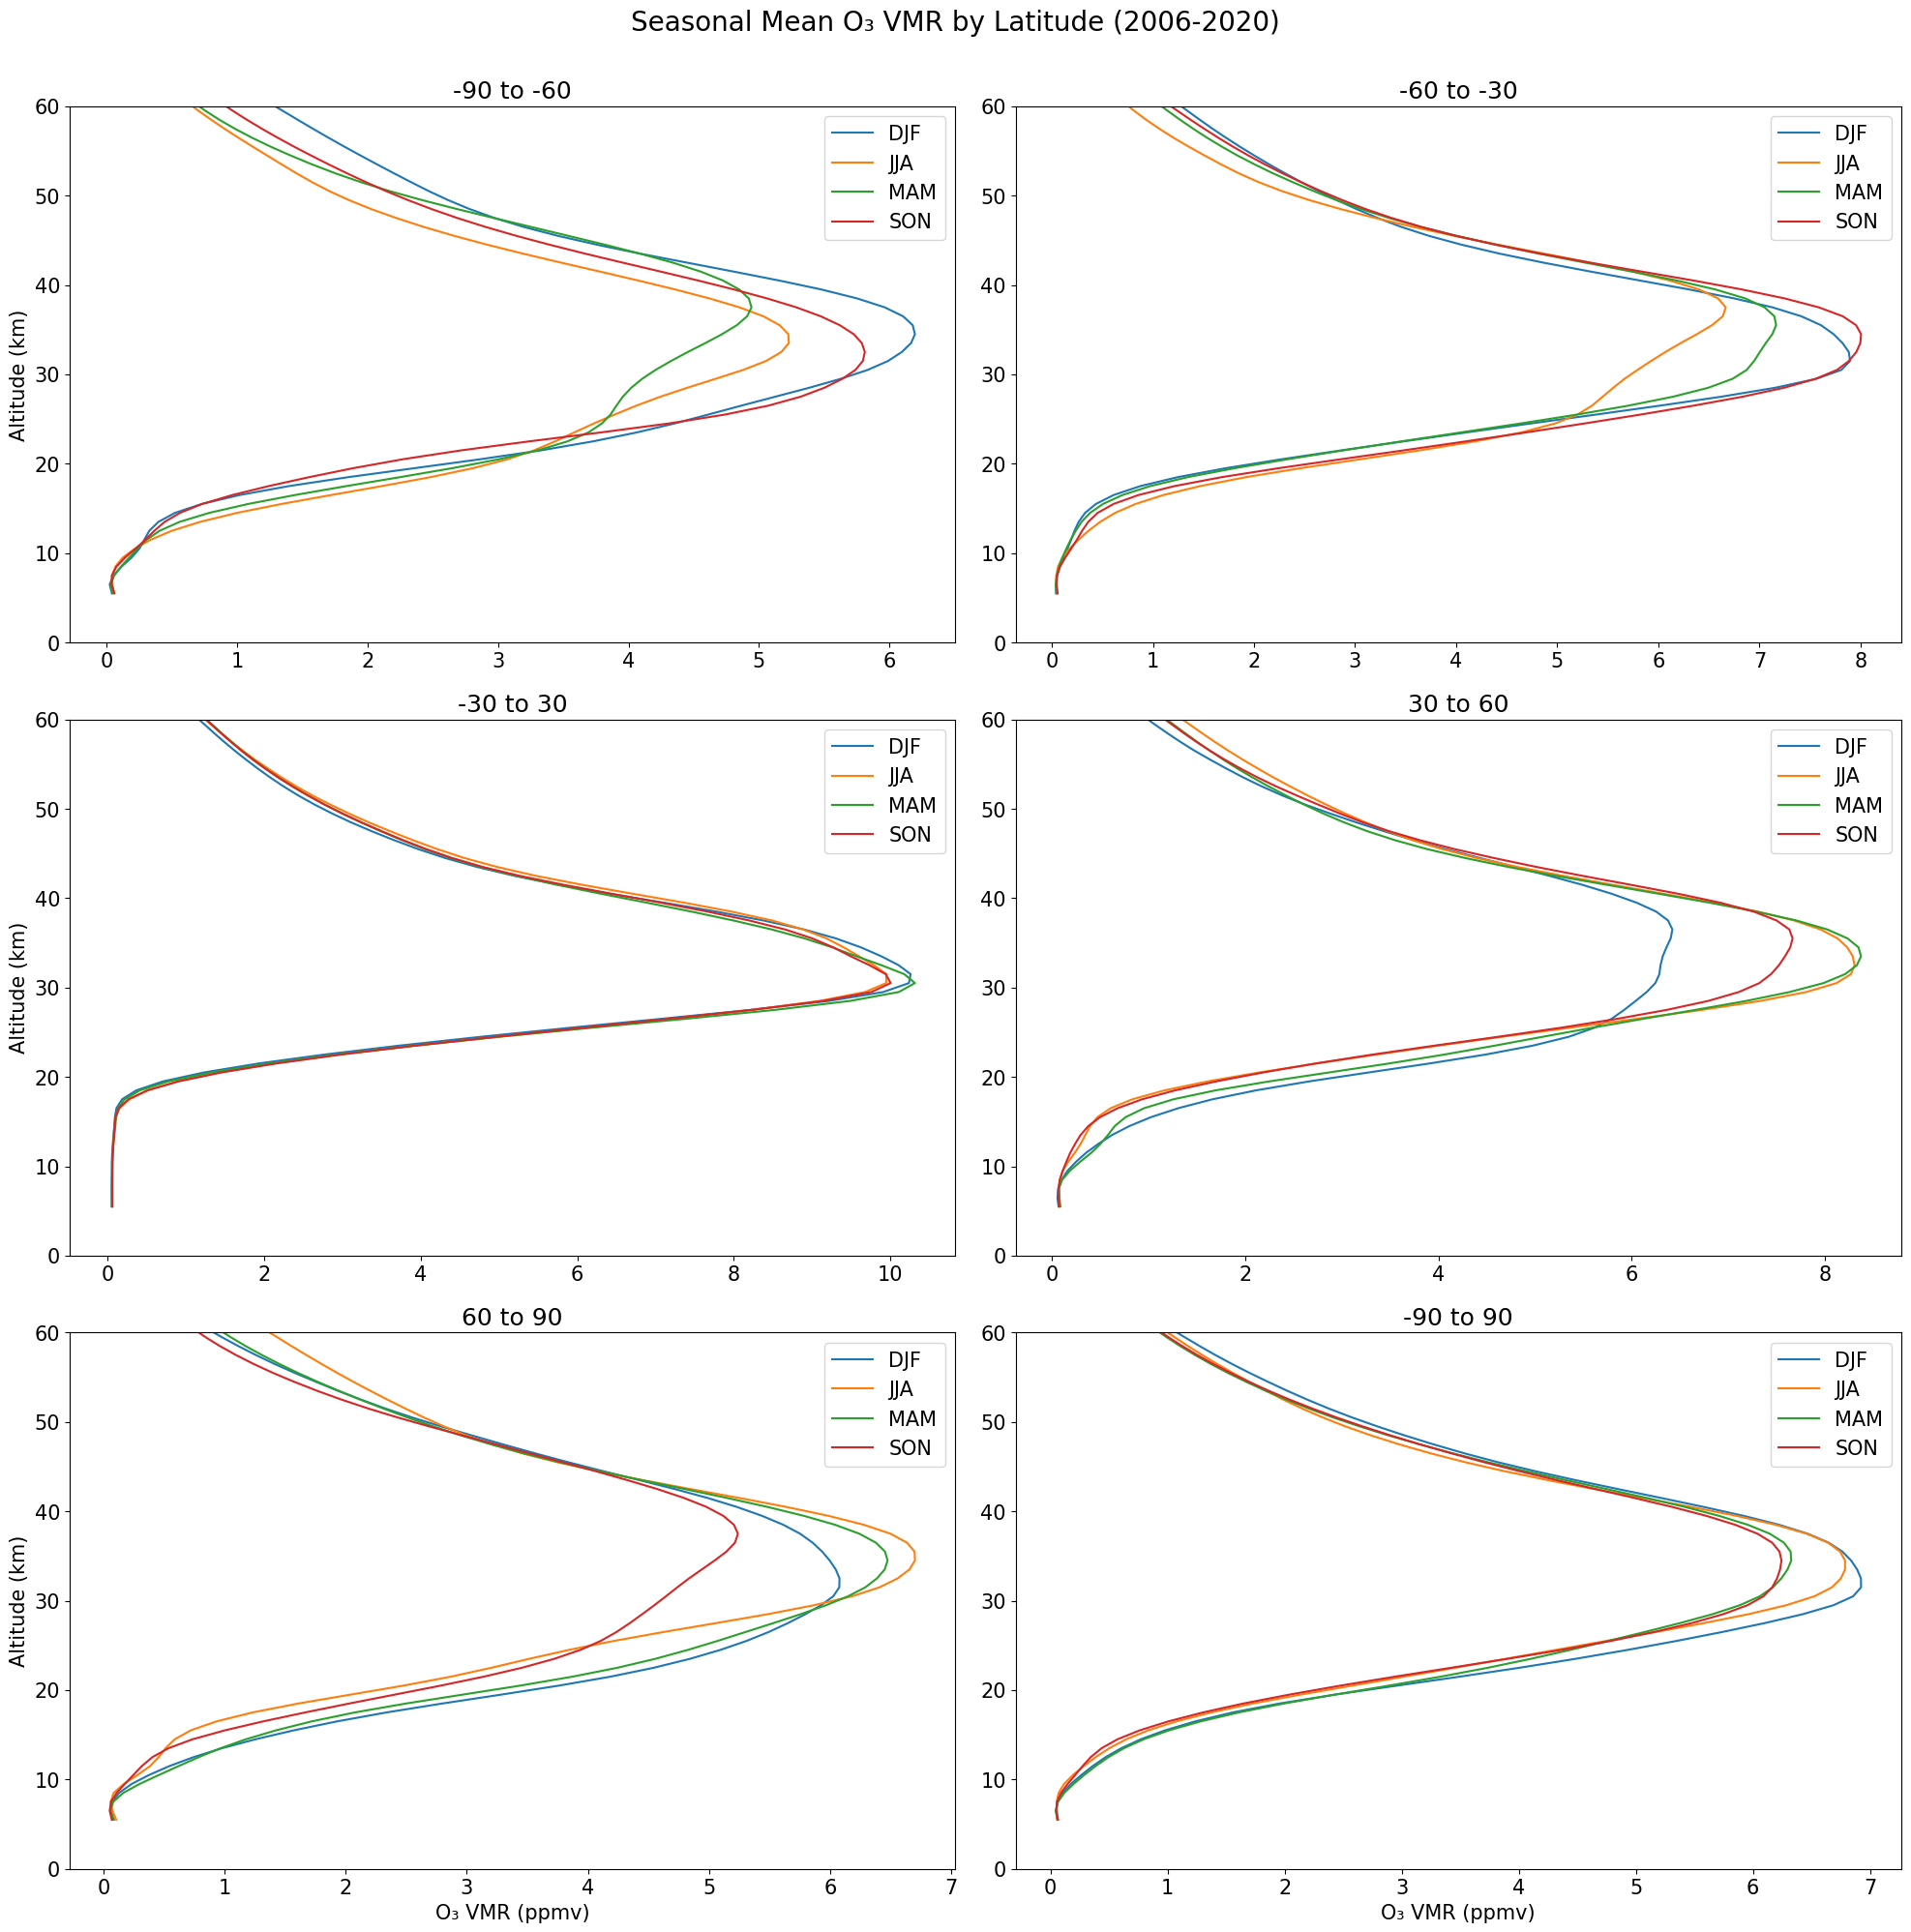 Seasonal Mean O₃ VMR by Latitude (2006-2020)
-90 to -60
Altitude (km)
60
50
40
30
20
10
0
0 1 2 3 4 5 6
DJF
JJA
MAM
SON
-60 to -30
60
50
40
30
20
10
0
0 1 2 3 4 5 6 7 8
DJF
JJA
MAM
SON
-30 to 30
Altitude (km)
60
50
40
30
20
10
0
0 2 4 6 8 10
DJF
JJA
MAM
SON
30 to 60
60
50
40
30
20
10
0
0 2 4 6 8
DJF
JJA
MAM
SON
60 to 90
Altitude (km)
60
50
40
30
20
10
0
0 1 2 3 4 5 6 7
O₃ VMR (ppmv)
DJF
JJA
MAM
SON
-90 to 90
60
50
40
30
20
10
0
0 1 2 3 4 5 6 7
O₃ VMR (ppmv)
DJF
JJA
MAM
SON